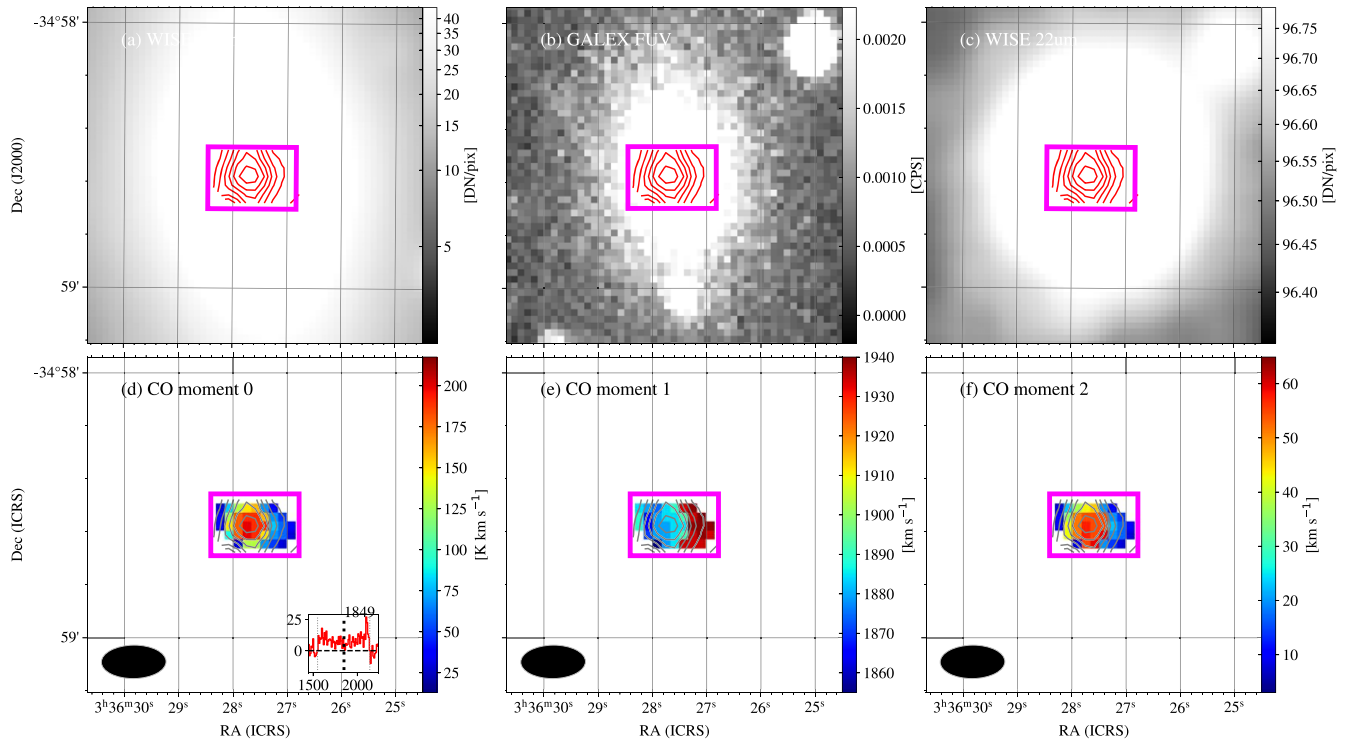 -34°58'
59'
Dec (J2000)
(a) WISE
40
35
30
25
20
15
10
5
[DN/pix]
(b) GALEX FUV
0.0020
0.0015
0.0010
0.0005
0.0000
[CPS]
(c) WISE 22um
96.75
96.70
96.65
96.60
96.55
96.50
96.45
96.40
[DN/pix]
-34°58'
59'
Dec (ICRS)
(d) CO moment 0
200
175
150
125
100
75
50
25
[K km s⁻¹]
1849
25
0
1500
2000
3ʰ36ᵐ30ˢ
29ˢ
28ˢ
27ˢ
26ˢ
25ˢ
RA (ICRS)
(e) CO moment 1
1940
1930
1920
1910
1900
1890
1880
1870
1860
[km s⁻¹]
3ʰ36ᵐ30ˢ
29ˢ
28ˢ
27ˢ
26ˢ
25ˢ
RA (ICRS)
(f) CO moment 2
60
50
40
30
20
10
[km s⁻¹]
3ʰ36ᵐ30ˢ
29ˢ
28ˢ
27ˢ
26ˢ
25ˢ
RA (ICRS)